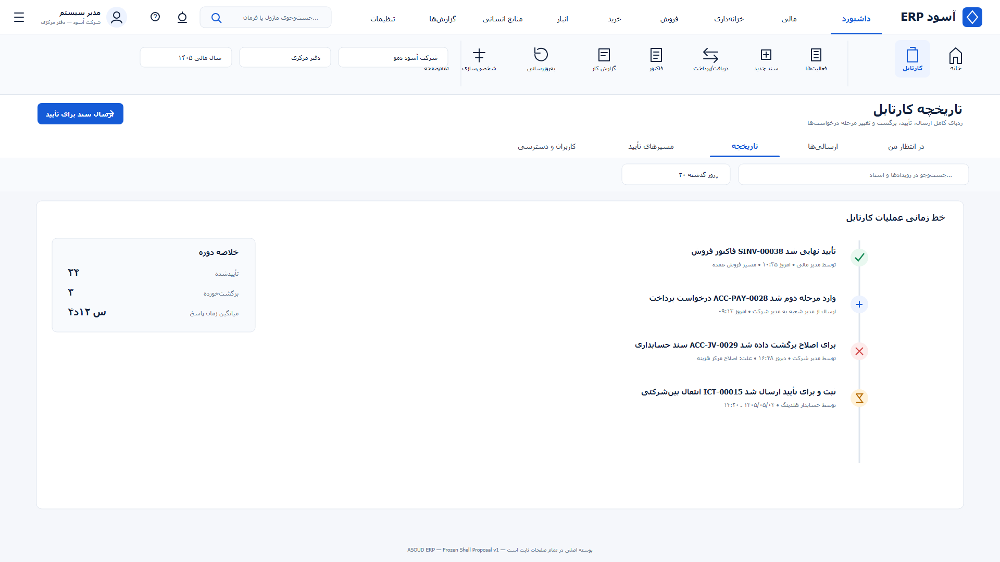 آسود ERP
داشبورد
مالی
خزانه‌داری
فروش
خرید
انبار
منابع انسانی
گزارش‌ها
تنظیمات
جست‌وجوی ماژول یا فرمان...
?
مدیر سیستم
شرکت آسود — دفتر مرکزی
خانه
کارتابل
فعالیت‌ها
سند جدید
دریافت/پرداخت
فاکتور
گزارش کار
به‌روزرسانی
شخصی‌سازی
تمام‌صفحه
شرکت آسود دمو
دفتر مرکزی
سال مالی ۱۴۰۵
تاریخچه کارتابل
ردپای کامل ارسال، تأیید، برگشت و تغییر مرحله درخواست‌ها
ارسال سند برای تأیید
در انتظار من
ارسالی‌ها
تاریخچه
مسیرهای تأیید
کاربران و دسترسی
جست‌وجو در رویدادها و اسناد...
۳۰ روز گذشته
خط زمانی عملیات کارتابل
فاکتور فروش SINV-00038 تأیید نهایی شد
توسط مدیر مالی • امروز ۱۰:۳۵ • مسیر فروش عمده
درخواست پرداخت ACC-PAY-0028 وارد مرحله دوم شد
ارسال از مدیر شعبه به مدیر شرکت • امروز ۰۹:۱۲
سند حسابداری ACC-JV-0029 برای اصلاح برگشت داده شد
توسط مدیر شرکت • دیروز ۱۶:۴۸ • علت: اصلاح مرکز هزینه
انتقال بین‌شرکتی ICT-00015 ثبت و برای تأیید ارسال شد
توسط حسابدار هلدینگ • ۱۴۰۵/۰۵/۰۴ ـ ۱۴:۲۰
خلاصه دوره
تأییدشده
۲۴
برگشت‌خورده
۳
میانگین زمان پاسخ
۴س ۱۲د
ASOUD ERP — Frozen Shell Proposal v1 — پوسته اصلی در تمام صفحات ثابت است